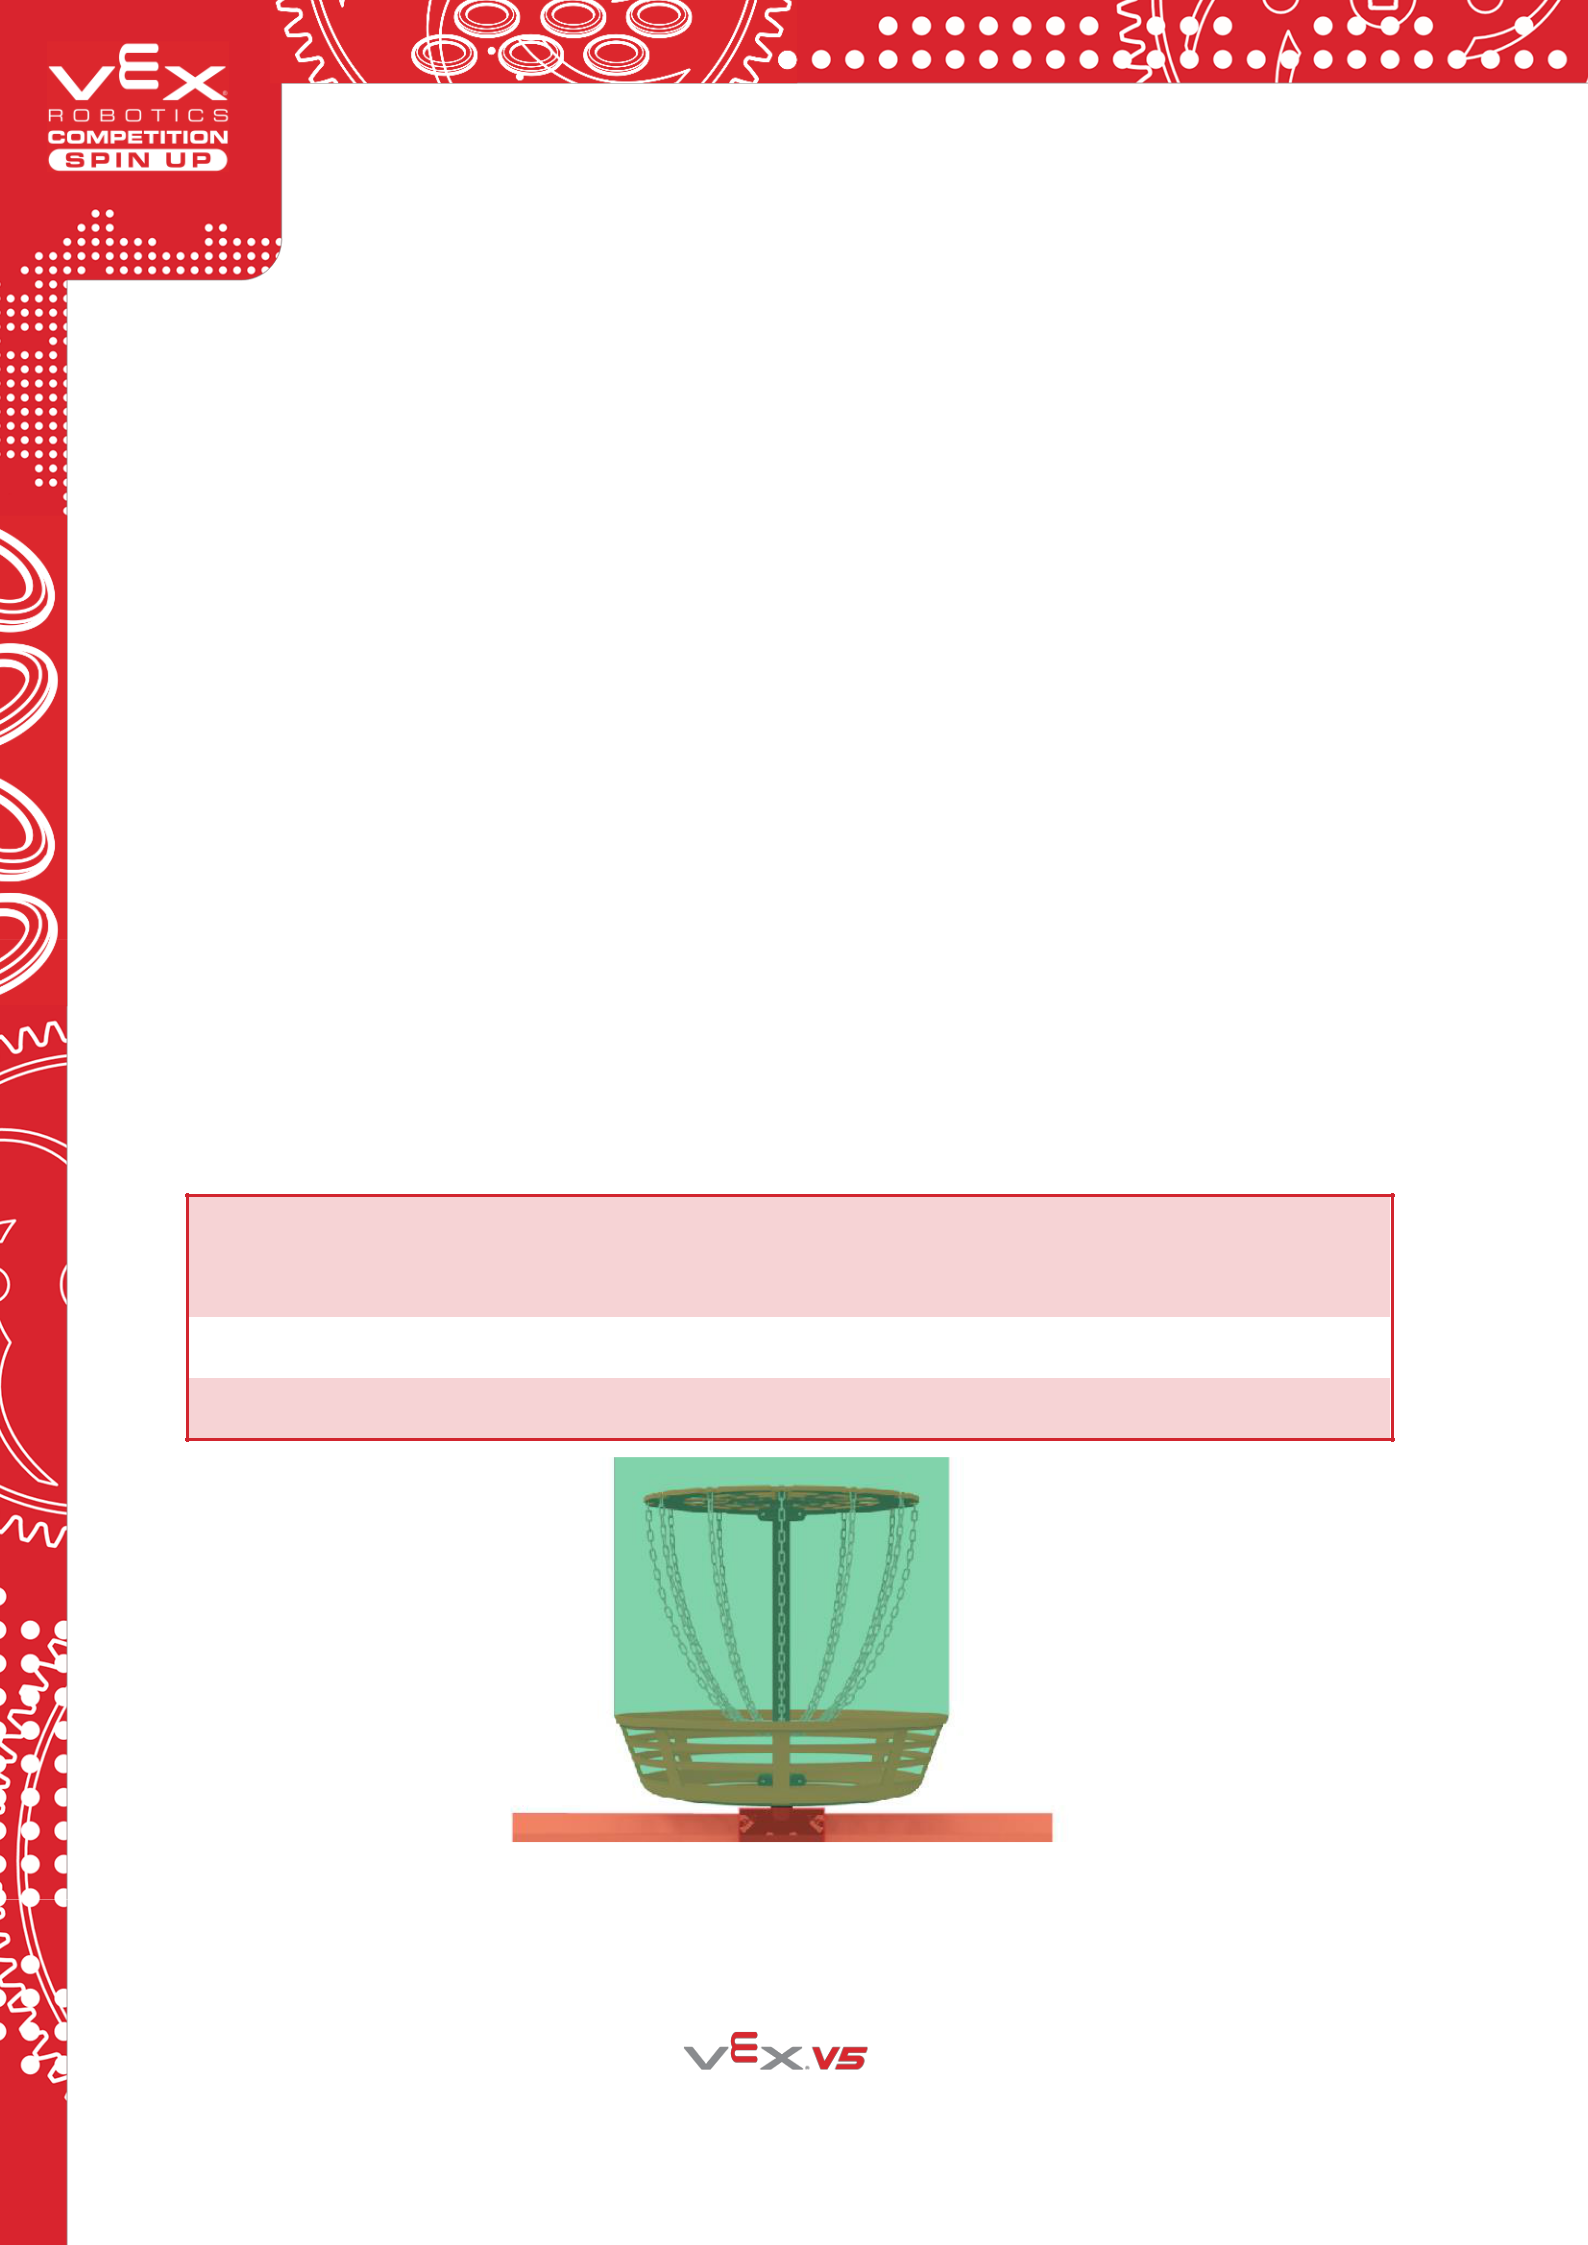 VEX
ROBOTICS
COMPETITION
SPIN UP
VEX V5